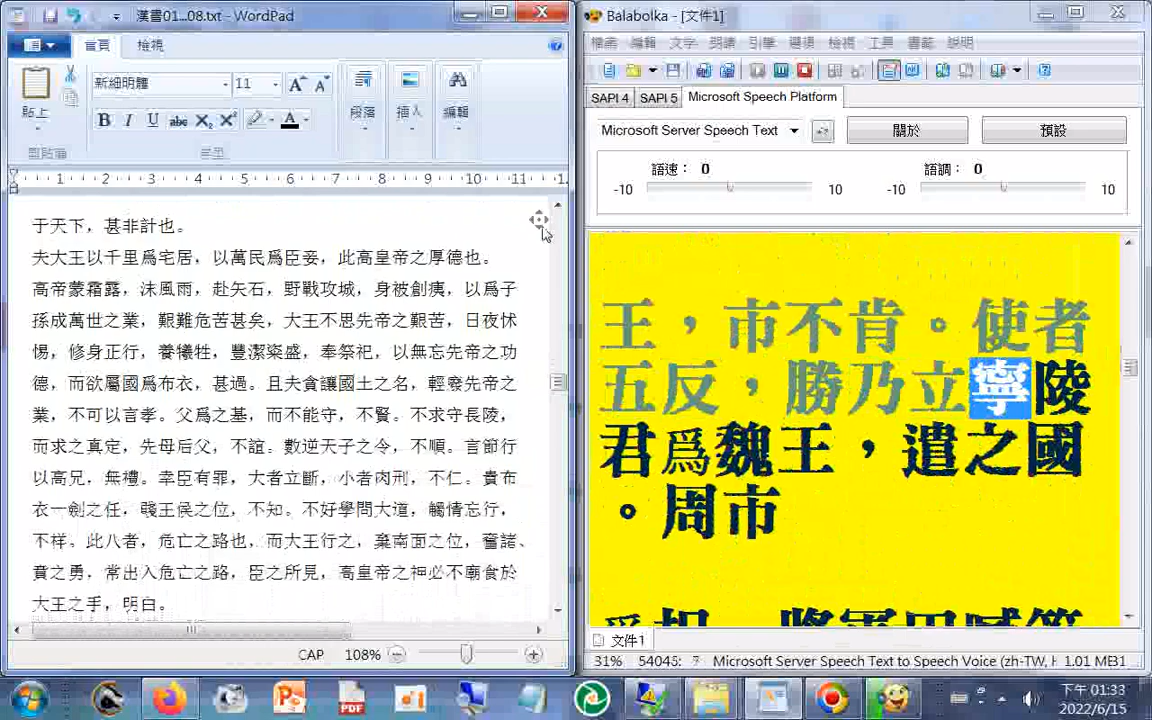 漢書01...08.txt - WordPad
首頁
檢視
貼上
新細明體
11
段落
插入
編輯
剪貼簿
字型
1 2 3 4 5 6 7 8 9 10 11
于天下，甚非計也。
夫大王以千里爲宅居，以萬民爲臣妾，此高皇帝之厚德也。
高帝蒙霜露，沬風雨，赴矢石，野戰攻城，身被創痍，以爲子
孫成萬世之業，艱難危苦甚矣，大王不思先帝之艱苦，日夜怵
惕，修身正行，養犧牲，豐潔粢盛，奉祭祀，以無忘先帝之功
德，而欲屬國爲布衣，甚過。且夫貪讓國土之名，輕廢先帝之
業，不可以言孝。父爲之基，而不能守，不賢。不求守長陵，
而求之真定，先母后父，不誼。數逆天子之令，不順。言節行
以高兄，無禮。幸臣有罪，大者立斷，小者肉刑，不仁。貴布
衣一劍之任，賤王侯之位，不知。不好學問大道，觸情忘行，
不祥。此八者，危亡之路也，而大王行之，棄南面之位，奮諸、
賁之勇，常出入危亡之路，臣之所見，高皇帝之神必不廟食於
大王之手，明白。
CAP 108%
Balabolka - [文件1]
檔案 編輯 文字 朗讀 引擎 選項 檢視 工具 書籤 說明
SAPI 4 SAPI 5 Microsoft Speech Platform
Microsoft Server Speech Text
關於
預設
語速： 0
語調： 0
-10 10 -10 10
王，市不肯。使者
五反，勝乃立寧陵
君爲魏王，遣之國
。周市
爲相，將軍田臧等
文件1
31% 54045: ? Microsoft Server Speech Text to Speech Voice (zh-TW, H 1.01 MB1
下午 01:33
2022/6/15